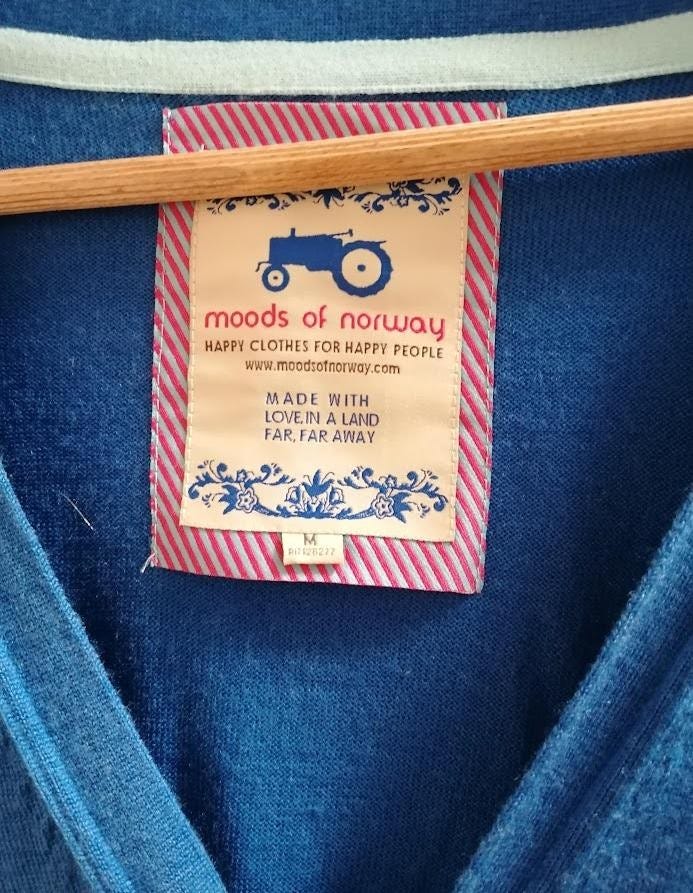 moods of norway
HAPPY CLOTHES FOR HAPPY PEOPLE
www.moodsofnorway.com
MADE WITH
LOVE, IN A LAND
FAR, FAR AWAY
M